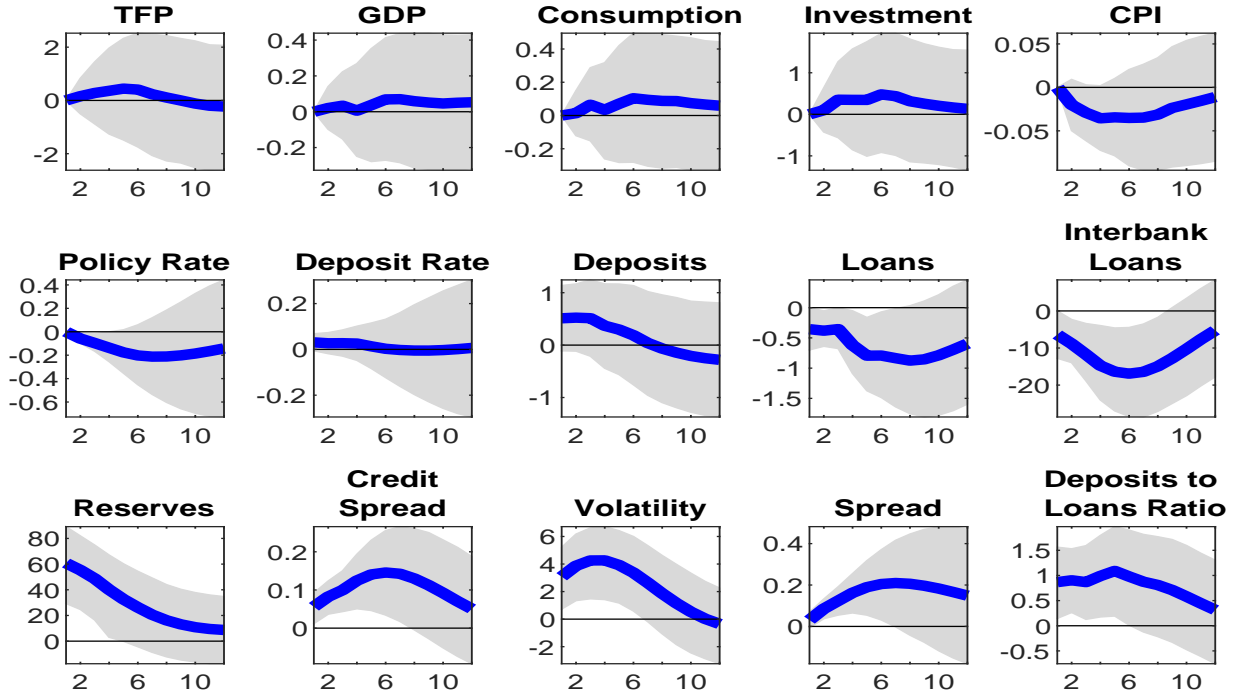 TFP
GDP
Consumption
Investment
CPI
2
0
-2
0.4
0.2
0
-0.2
0.4
0.2
0
-0.2
1
0
-1
0.05
0
-0.05
2 6 10
2 6 10
2 6 10
2 6 10
2 6 10
Policy Rate
Deposit Rate
Deposits
Loans
Interbank
Loans
0.4
0.2
0
-0.2
-0.4
-0.6
0.2
0
-0.2
1
0
-1
0
-0.5
-1
-1.5
0
-10
-20
2 6 10
2 6 10
2 6 10
2 6 10
2 6 10
Reserves
Credit
Spread
Volatility
Spread
Deposits to
Loans Ratio
80
60
40
20
0
0.2
0.1
0
6
4
2
0
-2
0.4
0.2
0
1.5
1
0.5
0
-0.5
2 6 10
2 6 10
2 6 10
2 6 10
2 6 10